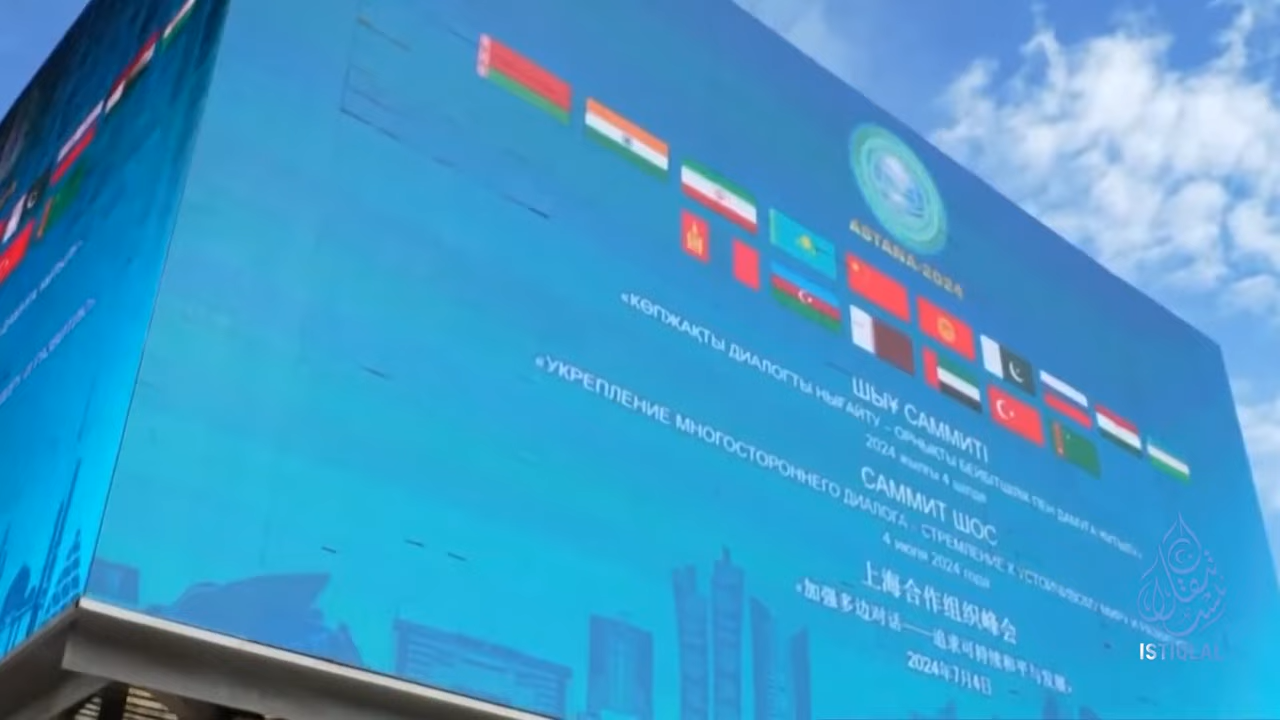 ASTANA 2024
ШЫҰ САММИТІ
«КӨПЖАҚТЫ ДИАЛОГТЫ НЫҒАЙТУ - ОРНЫҚТЫ БЕЙБІТШІЛІК ПЕН ДАМУҒА ҰМТЫЛУ»
2024 жылғы 4 шілде
САММИТ ШОС
«УКРЕПЛЕНИЕ МНОГОСТОРОННЕГО ДИАЛОГА - СТРЕМЛЕНИЕ К УСТОЙЧИВОМУ МИРУ И
4 июля 2024 года
上海合作组织峰会
«加强多边对话——追求可持续和平与发展»
2024年7月4日
ISTIQLAL